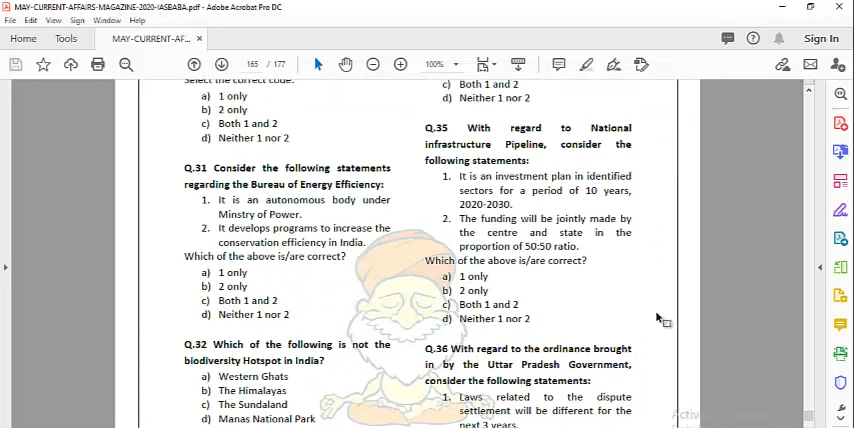 MAY-CURRENT-AFFAIRS-MAGAZINE-2020-IASBABA.pdf - Adobe Acrobat Pro DC
File Edit View Sign Window Help
Home Tools MAY-CURRENT-AF... × Sign In
165 / 177 100%
Select the correct code:
a) 1 only
b) 2 only
c) Both 1 and 2
d) Neither 1 nor 2
Q.31 Consider the following statements
regarding the Bureau of Energy Efficiency:
1. It is an autonomous body under
Minstry of Power.
2. It develops programs to increase the
conservation efficiency in India.
Which of the above is/are correct?
a) 1 only
b) 2 only
c) Both 1 and 2
d) Neither 1 nor 2
Q.32 Which of the following is not the
biodiversity Hotspot in India?
a) Western Ghats
b) The Himalayas
c) The Sundaland
d) Manas National Park
c) Both 1 and 2
d) Neither 1 nor 2
Q.35 With regard to National
infrastructure Pipeline, consider the
following statements:
1. It is an investment plan in identified
sectors for a period of 10 years,
2020-2030.
2. The funding will be jointly made by
the centre and state in the
proportion of 50:50 ratio.
Which of the above is/are correct?
a) 1 only
b) 2 only
c) Both 1 and 2
d) Neither 1 nor 2
Q.36 With regard to the ordinance brought
in by the Uttar Pradesh Government,
consider the following statements:
1. Laws related to the dispute
settlement will be different for the
next 3 years.